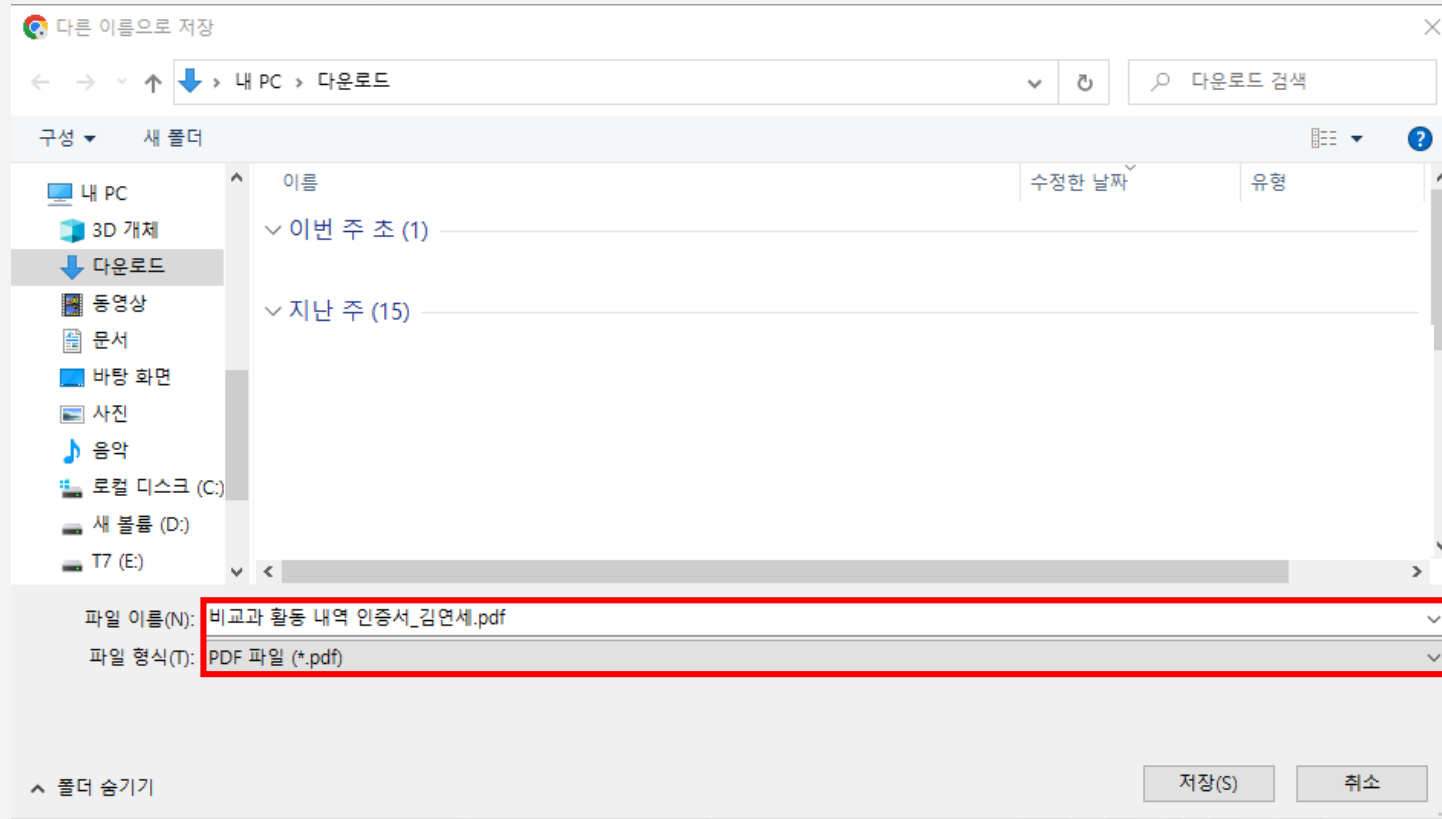 다른 이름으로 저장
내 PC 다운로드
다운로드 검색
구성 새 폴더
이름 수정한 날짜 유형
내 PC
3D 개체
다운로드
동영상
문서
바탕 화면
사진
음악
로컬 디스크 (C:)
새 볼륨 (D:)
T7 (E:)
이번 주 초 (1)
지난 주 (15)
파일 이름(N): 비교과 활동 내역 인증서_김연세.pdf
파일 형식(T): PDF 파일 (*.pdf)
폴더 숨기기
저장(S) 취소